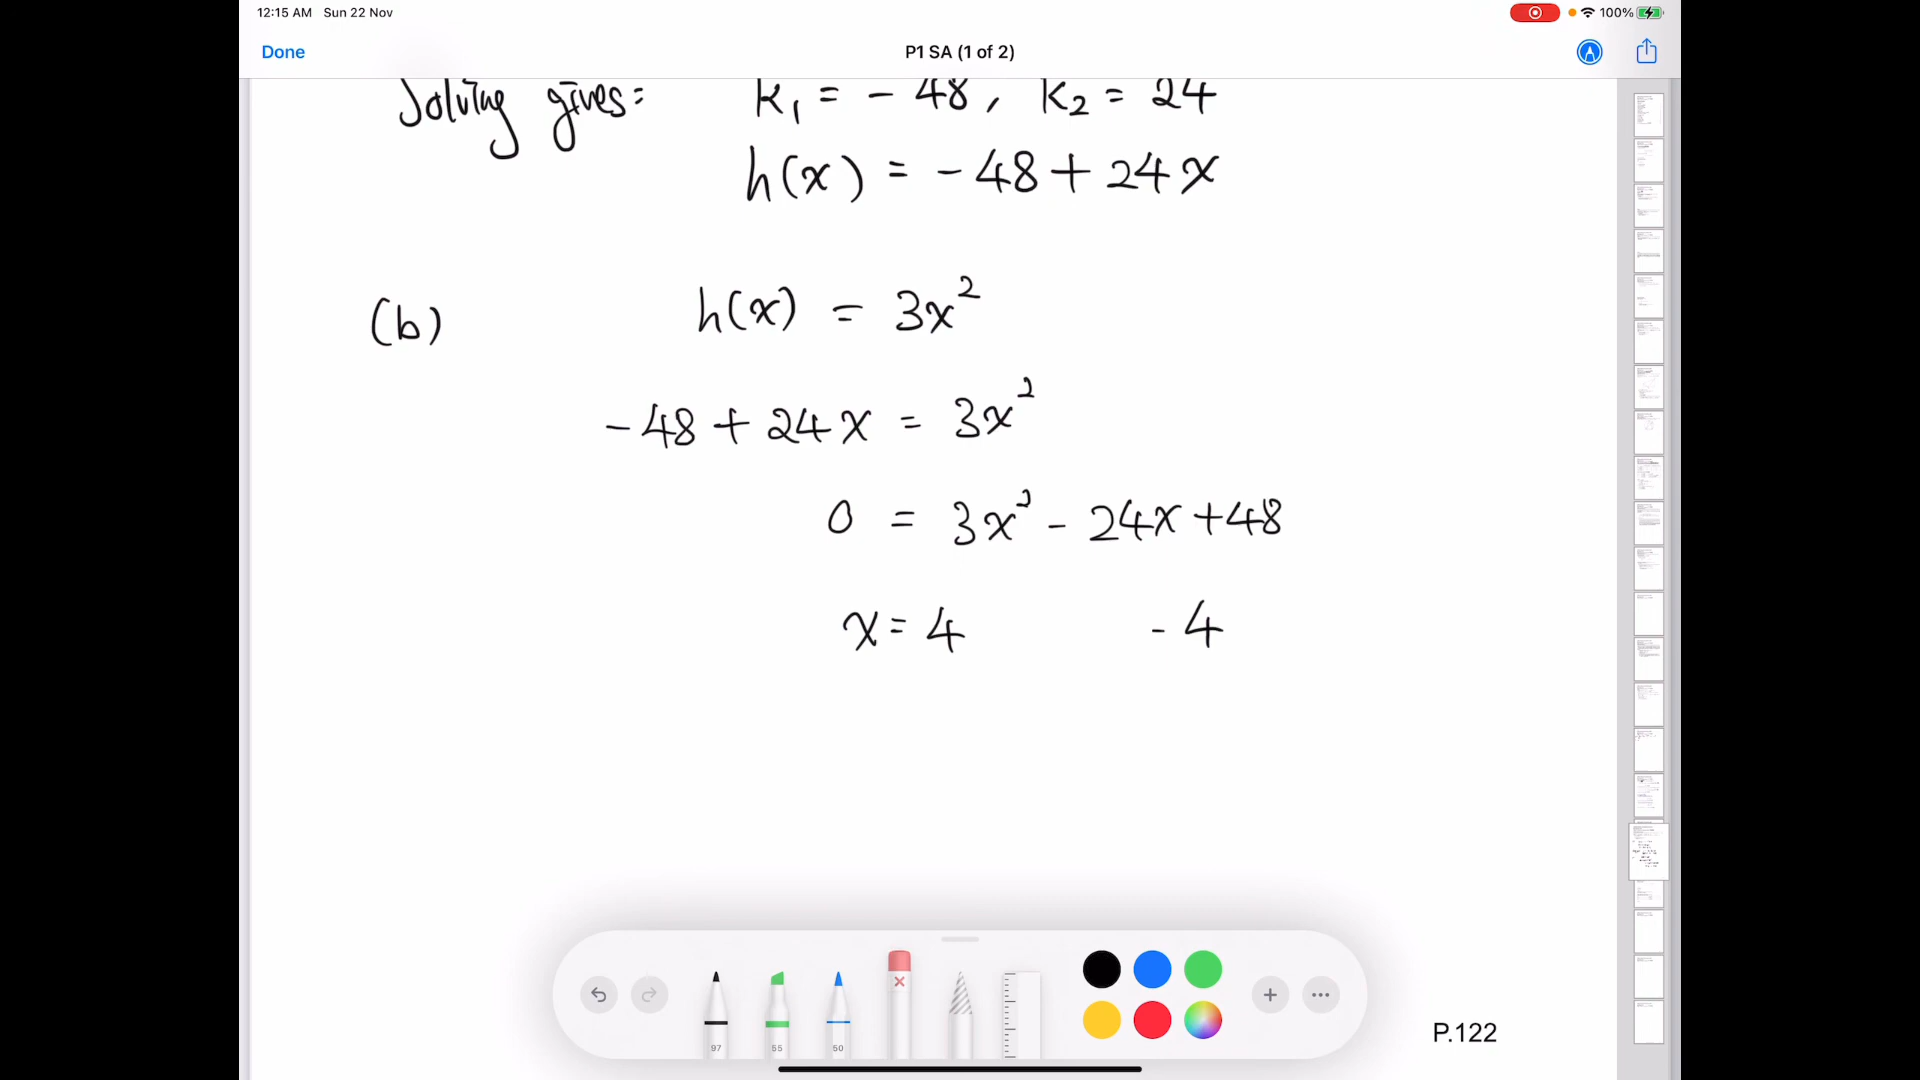 12:15 AM Sun 22 Nov 100%
Done P1 SA (1 of 2)
Solving gives: k₁ = - 48, k₂ = 24
h(x) = - 48 + 24x
(b) h(x) = 3x²
- 48 + 24x = 3x²
0 = 3x² - 24x + 48
x = 4 - 4
97 55 50
P.122